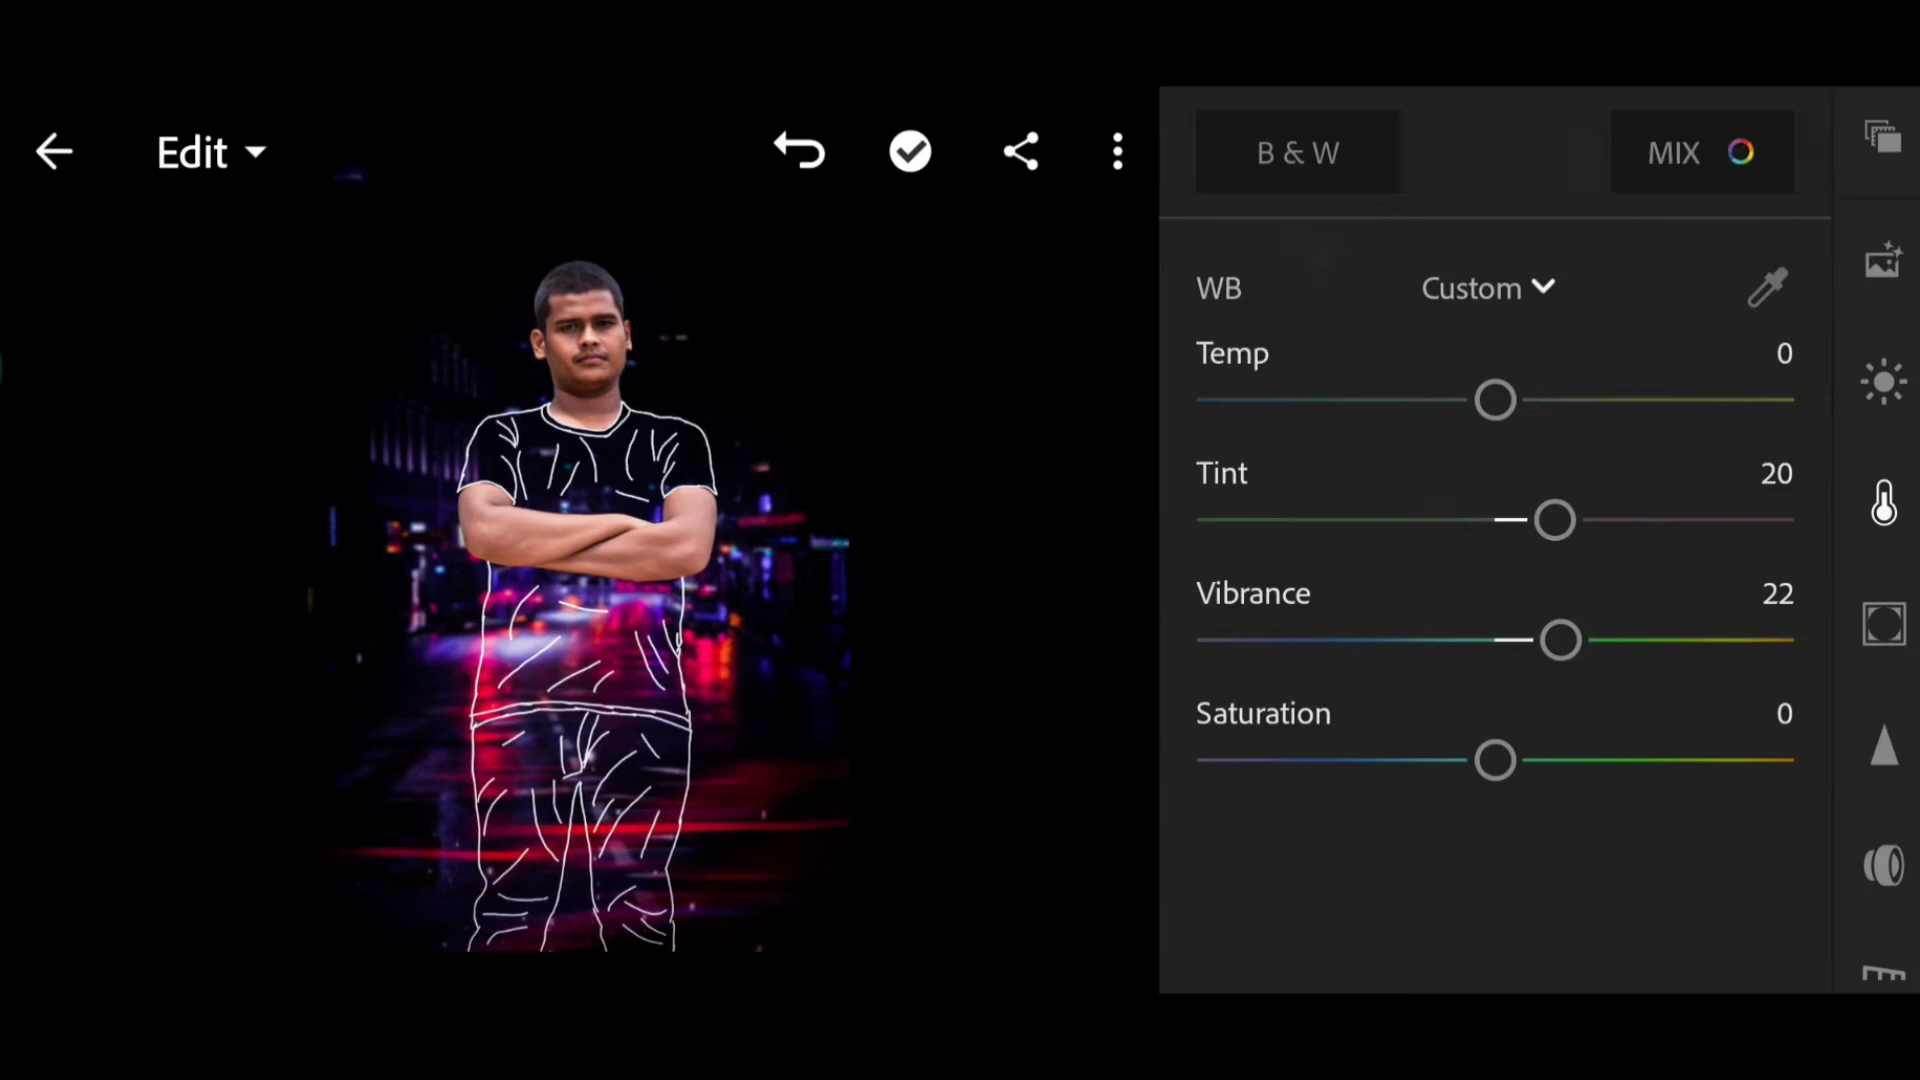 Edit
B & W
MIX
WB Custom
Temp 0
Tint 20
Vibrance 22
Saturation 0